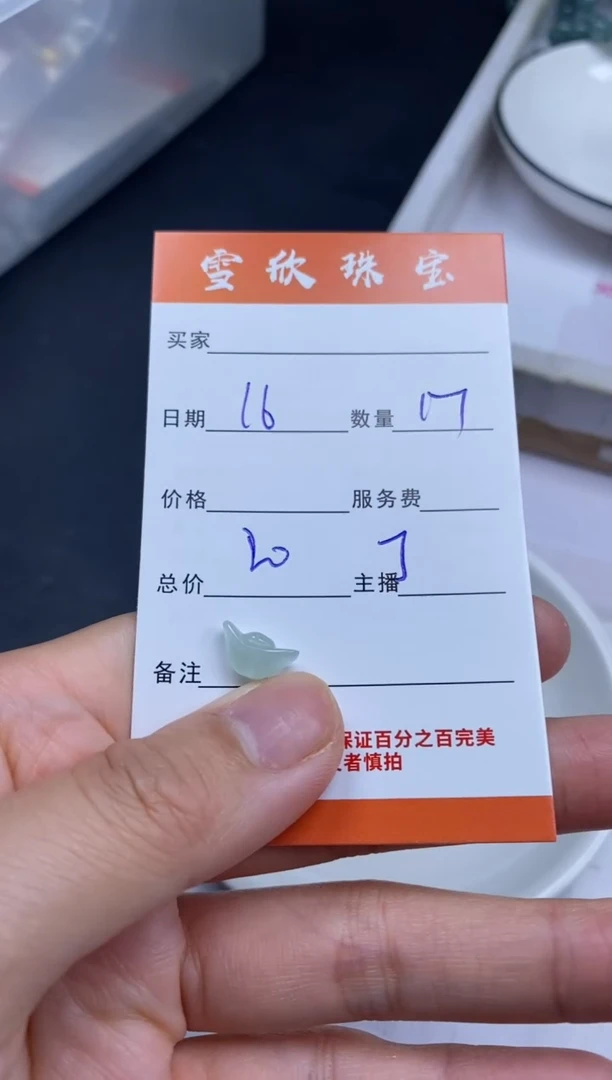 雪欣珠宝
买家
日期 16 数量 17
价格 服务费
总价 主播
备注
保证百分之百完美
者慎拍